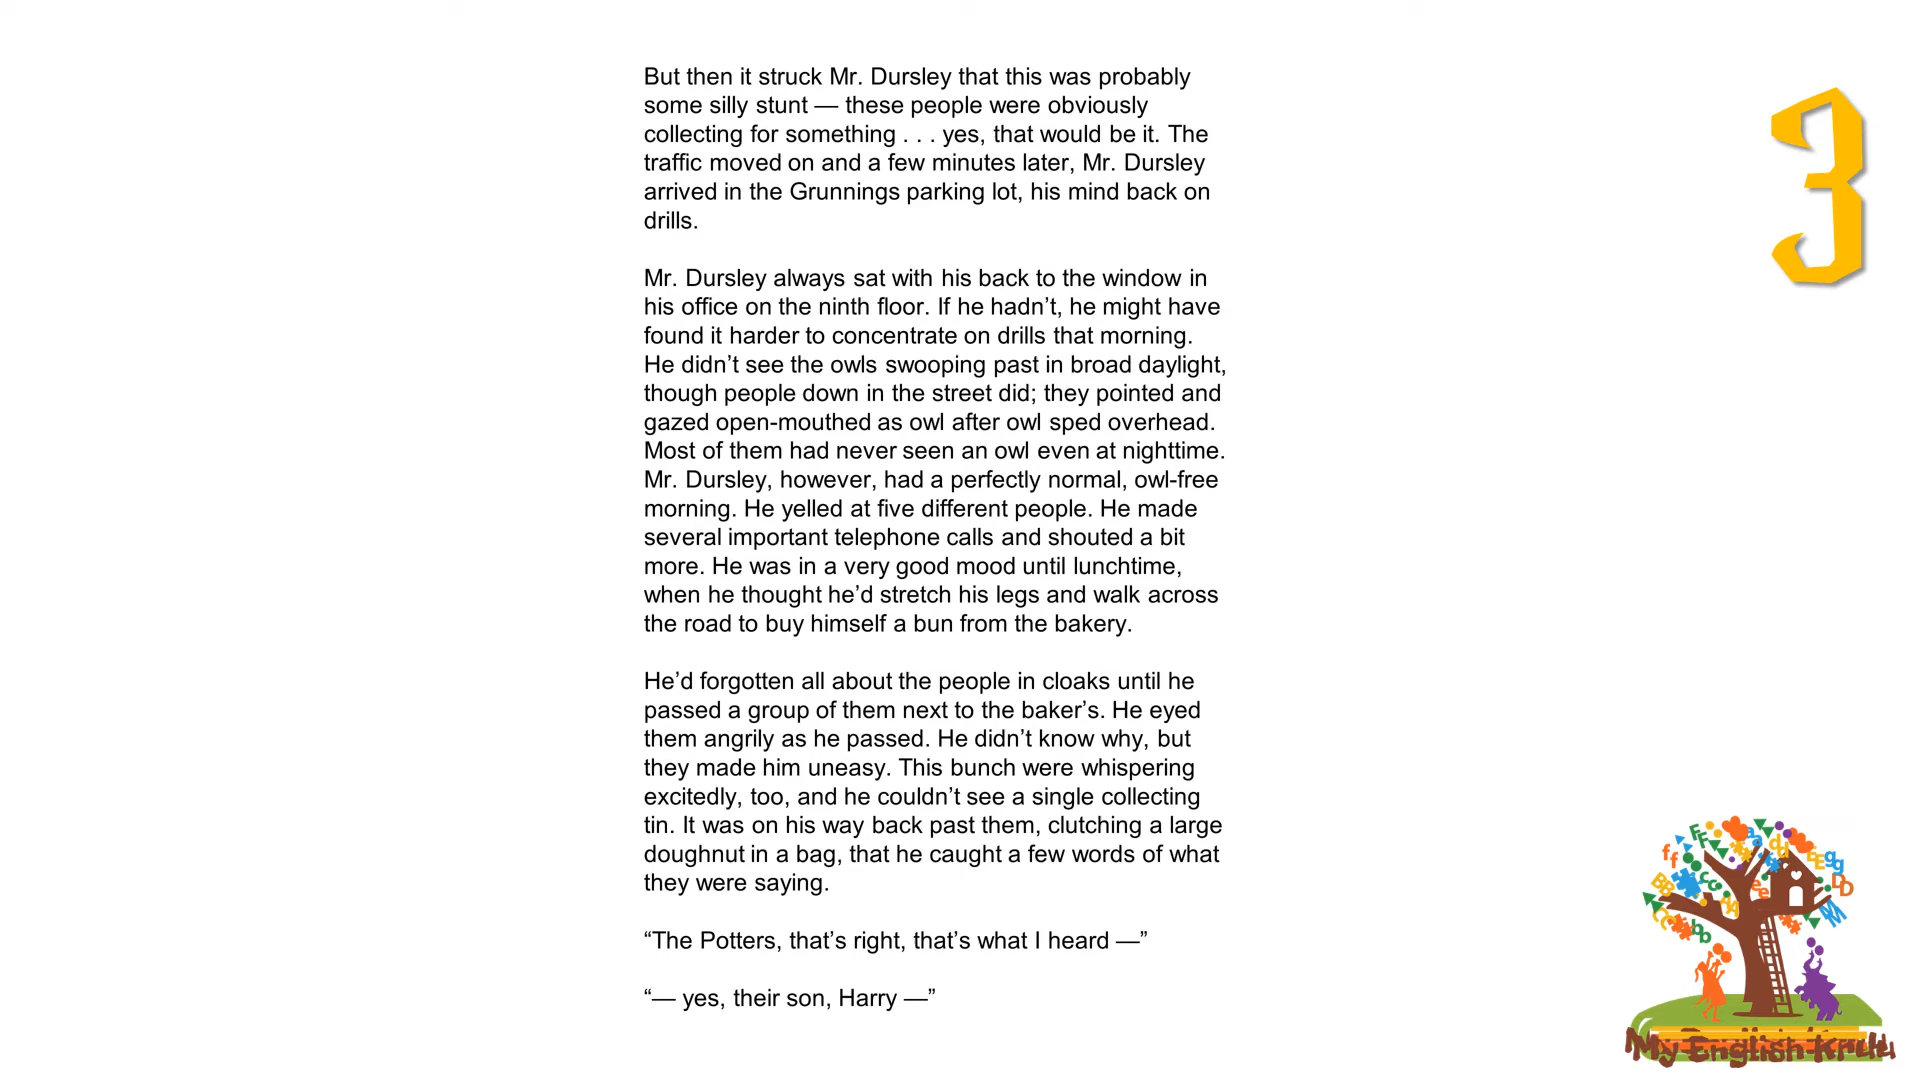 But then it struck Mr. Dursley that this was probably
some silly stunt — these people were obviously
collecting for something . . . yes, that would be it. The
traffic moved on and a few minutes later, Mr. Dursley
arrived in the Grunnings parking lot, his mind back on
drills.
Mr. Dursley always sat with his back to the window in
his office on the ninth floor. If he hadn’t, he might have
found it harder to concentrate on drills that morning.
He didn’t see the owls swooping past in broad daylight,
though people down in the street did; they pointed and
gazed open-mouthed as owl after owl sped overhead.
Most of them had never seen an owl even at nighttime.
Mr. Dursley, however, had a perfectly normal, owl-free
morning. He yelled at five different people. He made
several important telephone calls and shouted a bit
more. He was in a very good mood until lunchtime,
when he thought he’d stretch his legs and walk across
the road to buy himself a bun from the bakery.
He’d forgotten all about the people in cloaks until he
passed a group of them next to the baker’s. He eyed
them angrily as he passed. He didn’t know why, but
they made him uneasy. This bunch were whispering
excitedly, too, and he couldn’t see a single collecting
tin. It was on his way back past them, clutching a large
doughnut in a bag, that he caught a few words of what
they were saying.
“The Potters, that’s right, that’s what I heard —”
“— yes, their son, Harry —”
3
My English Krulu